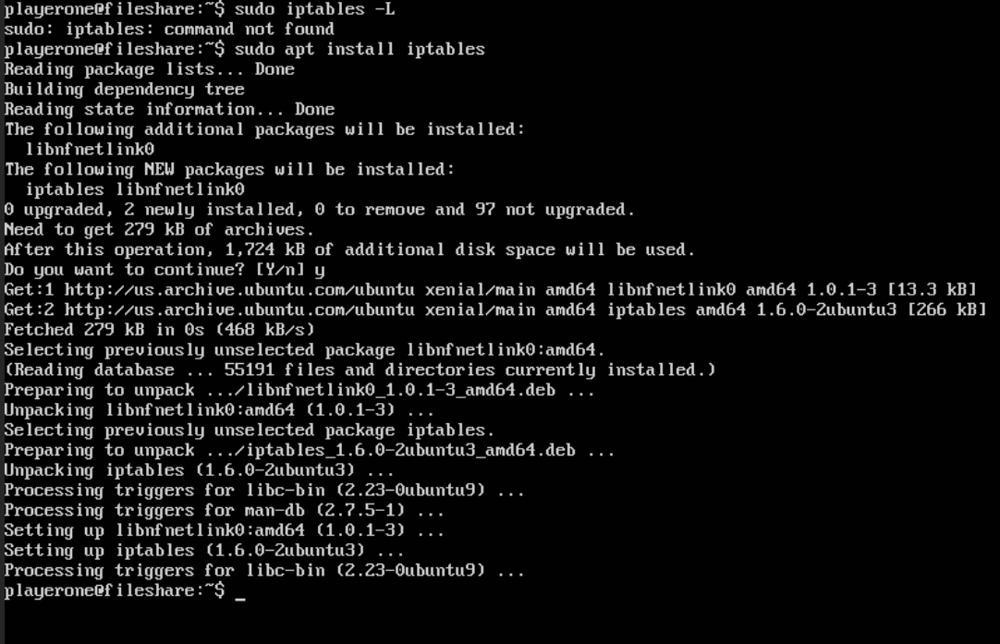 playerone@fileshare:~$ sudo iptables -L
sudo: iptables: command not found
playerone@fileshare:~$ sudo apt install iptables
Reading package lists... Done
Building dependency tree
Reading state information... Done
The following additional packages will be installed:
  libnfnetlink0
The following NEW packages will be installed:
  iptables libnfnetlink0
0 upgraded, 2 newly installed, 0 to remove and 97 not upgraded.
Need to get 279 kB of archives.
After this operation, 1,724 kB of additional disk space will be used.
Do you want to continue? [Y/n] y
Get:1 http://us.archive.ubuntu.com/ubuntu xenial/main amd64 libnfnetlink0 amd64 1.0.1-3 [13.3 kB]
Get:2 http://us.archive.ubuntu.com/ubuntu xenial/main amd64 iptables amd64 1.6.0-2ubuntu3 [266 kB]
Fetched 279 kB in 0s (468 kB/s)
Selecting previously unselected package libnfnetlink0:amd64.
(Reading database ... 55191 files and directories currently installed.)
Preparing to unpack .../libnfnetlink0_1.0.1-3_amd64.deb ...
Unpacking libnfnetlink0:amd64 (1.0.1-3) ...
Selecting previously unselected package iptables.
Preparing to unpack .../iptables_1.6.0-2ubuntu3_amd64.deb ...
Unpacking iptables (1.6.0-2ubuntu3) ...
Processing triggers for libc-bin (2.23-0ubuntu9) ...
Processing triggers for man-db (2.7.5-1) ...
Setting up libnfnetlink0:amd64 (1.0.1-3) ...
Setting up iptables (1.6.0-2ubuntu3) ...
Processing triggers for libc-bin (2.23-0ubuntu9) ...
playerone@fileshare:~$ _